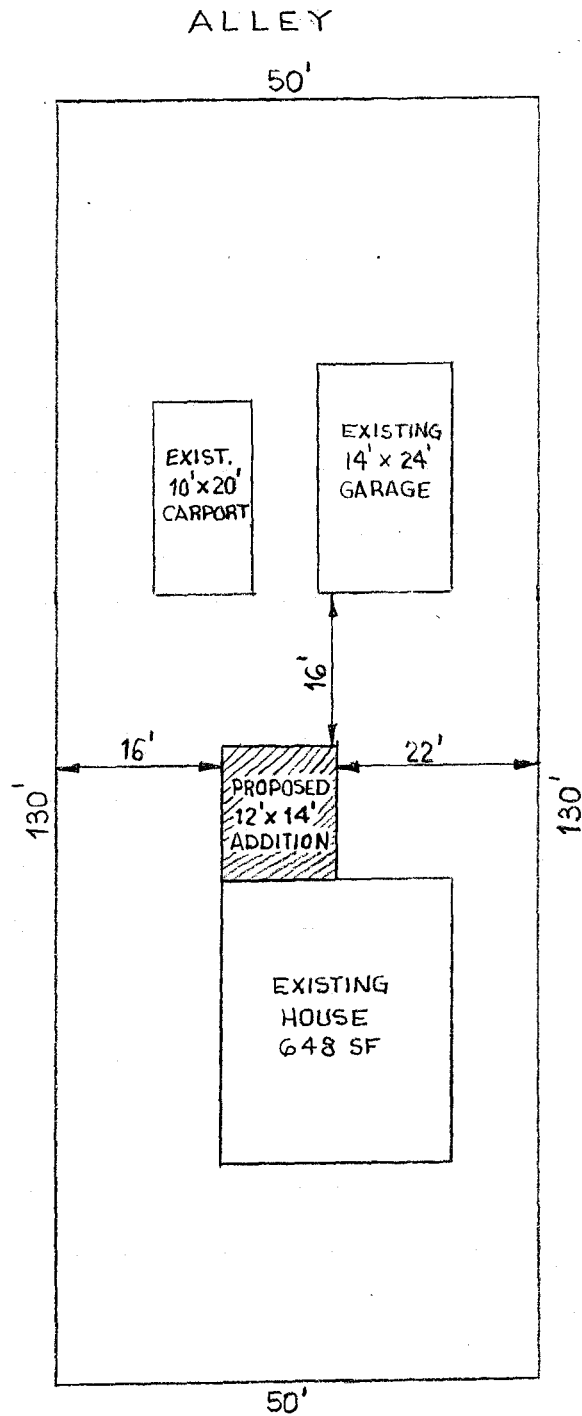 ALLEY
50'
EXIST.
10'x20'
CARPORT
EXISTING
14' x 24'
GARAGE
16'
16'
22'
PROPOSED
12'x 14'
ADDITION
130'
130'
EXISTING
HOUSE
648 SF
50'